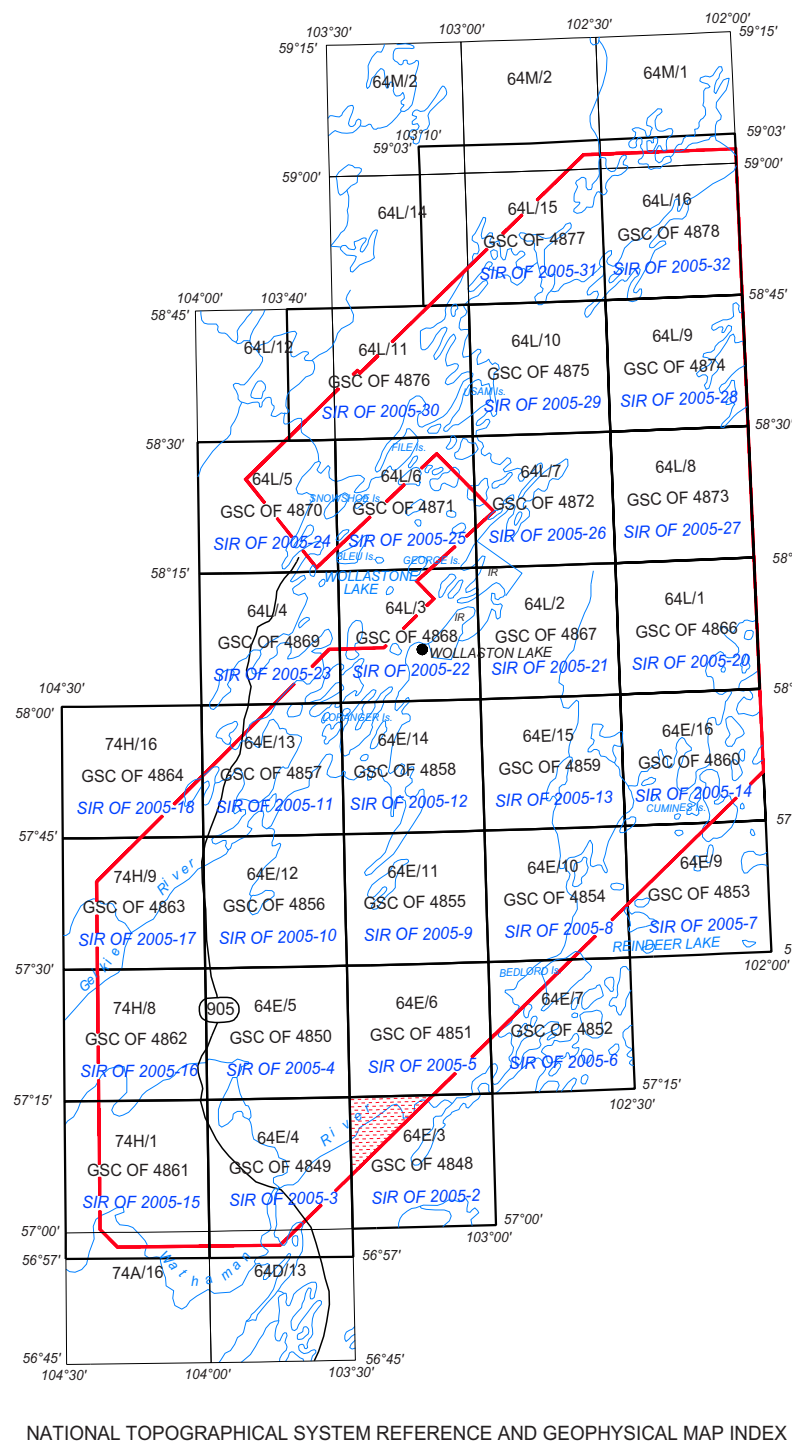 103°30'
103°00'
102°30'
102°00'
59°15'
59°15'
64M/2
64M/2
64M/1
103°10'
59°03'
59°03'
59°00'
59°00'
64L/14
64L/15
GSC OF 4877
SIR OF 2005-31
64L/16
GSC OF 4878
SIR OF 2005-32
104°00'
103°40'
58°45'
58°45'
64L/12
64L/11
GSC OF 4876
SIR OF 2005-30
64L/10
GSC OF 4875
USAM Is.
SIR OF 2005-29
64L/9
GSC OF 4874
SIR OF 2005-28
58°30'
58°30'
FILE Is.
64L/5
SNOWSHOE Is.
GSC OF 4870
SIR OF 2005-24
64L/6
GSC OF 4871
SIR OF 2005-25
BLEU Is.
GEORGE Is.
64L/7
GSC OF 4872
SIR OF 2005-26
64L/8
GSC OF 4873
SIR OF 2005-27
58°15'
58°
WOLLASTONE
LAKE
IR
64L/4
GSC OF 4869
SIR OF 2005-23
64L/3
IR
GSC OF 4868
WOLLASTON LAKE
SIR OF 2005-22
64L/2
GSC OF 4867
SIR OF 2005-21
64L/1
GSC OF 4866
SIR OF 2005-20
104°30'
58°
58°00'
CORANGER Is.
74H/16
GSC OF 4864
SIR OF 2005-18
64E/13
GSC OF 4857
SIR OF 2005-11
64E/14
GSC OF 4858
SIR OF 2005-12
64E/15
GSC OF 4859
SIR OF 2005-13
64E/16
GSC OF 4860
SIR OF 2005-14
CUMINES Is.
57°45'
57
74H/9
River
GSC OF 4863
SIR OF 2005-17
Geikie
64E/12
GSC OF 4856
SIR OF 2005-10
64E/11
GSC OF 4855
SIR OF 2005-9
64E/10
GSC OF 4854
SIR OF 2005-8
64E/9
GSC OF 4853
SIR OF 2005-7
REINDEER LAKE
5
102°00'
57°30'
BEDLORD Is.
74H/8
GSC OF 4862
SIR OF 2005-16
905
64E/5
GSC OF 4850
SIR OF 2005-4
64E/6
GSC OF 4851
SIR OF 2005-5
64E/7
GSC OF 4852
SIR OF 2005-6
57°15'
57°15'
102°30'
74H/1
GSC OF 4861
SIR OF 2005-15
River
64E/4
GSC OF 4849
SIR OF 2005-3
64E/3
GSC OF 4848
SIR OF 2005-2
57°00'
57°00'
103°00'
56°57'
56°57'
Wathaman
74A/16
64D/13
56°45'
56°45'
104°30'
104°00'
103°30'
NATIONAL TOPOGRAPHICAL SYSTEM REFERENCE AND GEOPHYSICAL MAP INDEX